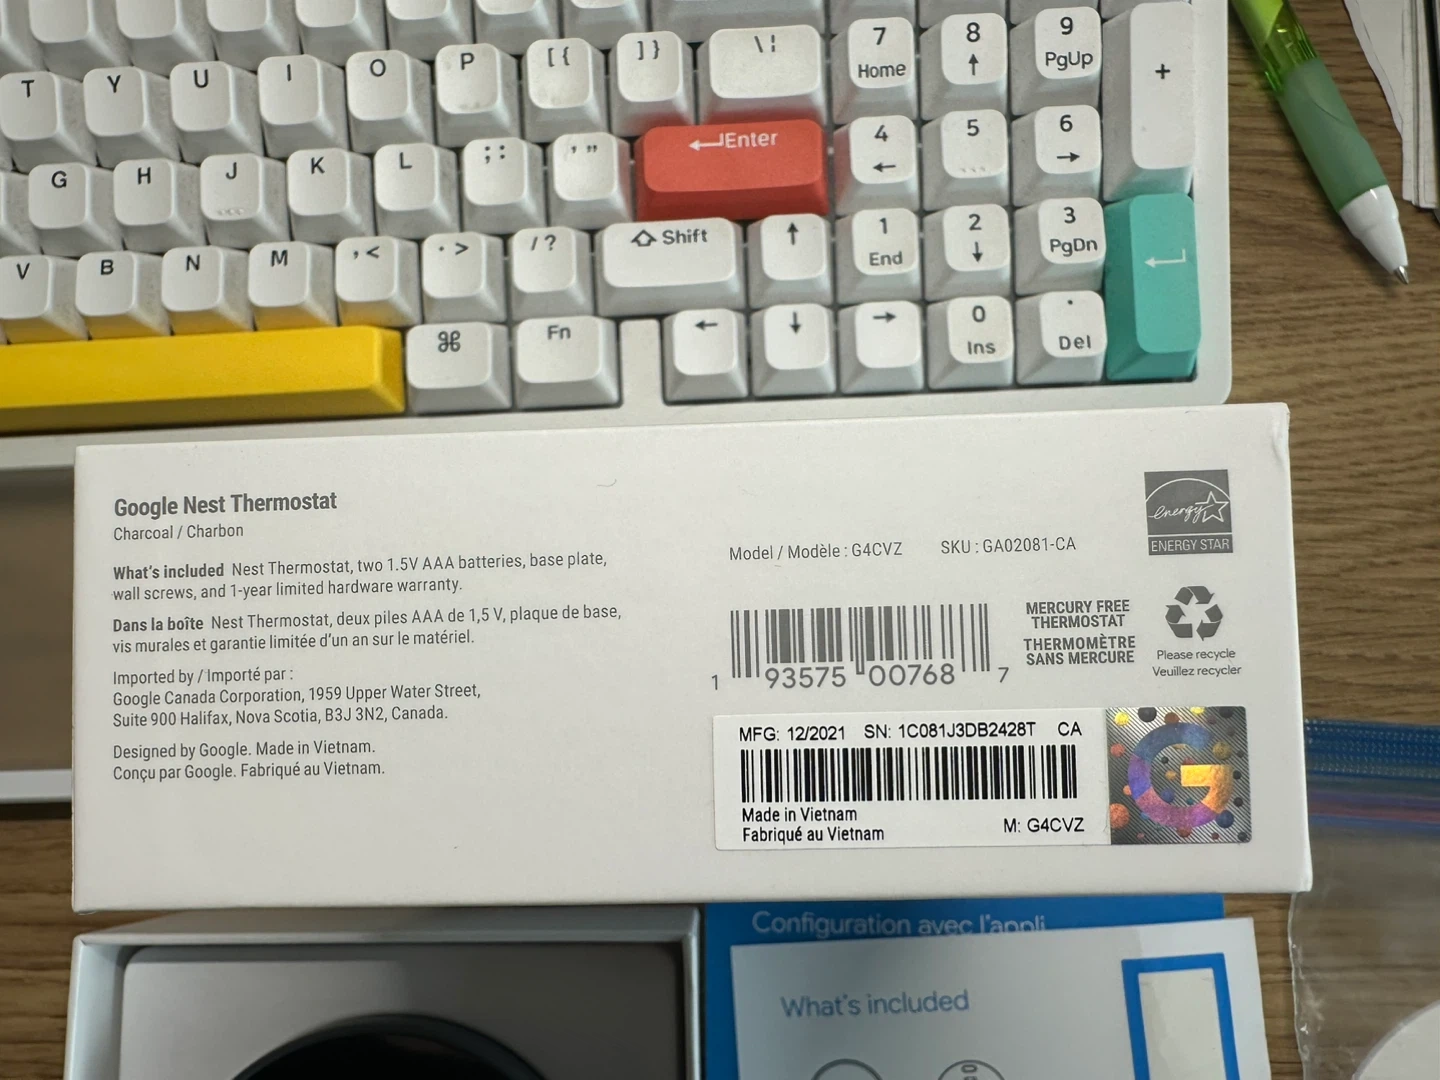 7 8 9
Home ↑ PgUp +
T Y U I O P [ { ] } \ ¦
4 5 6
← →
G H J K L ; : ' " ↵Enter
1 2 3
End ↓ PgDn
V B N M , < . > / ? ⇧ Shift ↑ ↵
⌘ Fn ← ↓ → 0 .
Ins Del
Google Nest Thermostat
Charcoal / Charbon
What's included Nest Thermostat, two 1.5V AAA batteries, base plate,
wall screws, and 1-year limited hardware warranty.
Dans la boîte Nest Thermostat, deux piles AAA de 1,5 V, plaque de base,
vis murales et garantie limitée d'un an sur le matériel.
Imported by / Importé par :
Google Canada Corporation, 1959 Upper Water Street,
Suite 900 Halifax, Nova Scotia, B3J 3N2, Canada.
Designed by Google. Made in Vietnam.
Conçu par Google. Fabriqué au Vietnam.
Model / Modèle : G4CVZ SKU : GA02081-CA
energy
ENERGY STAR
1 93575 00768 7
MERCURY FREE
THERMOSTAT
THERMOMÈTRE
SANS MERCURE
Please recycle
Veuillez recycler
MFG: 12/2021 SN: 1C081J3DB2428T CA
Made in Vietnam
Fabriqué au Vietnam
M: G4CVZ
G
Configuration avec l'appli
What's included